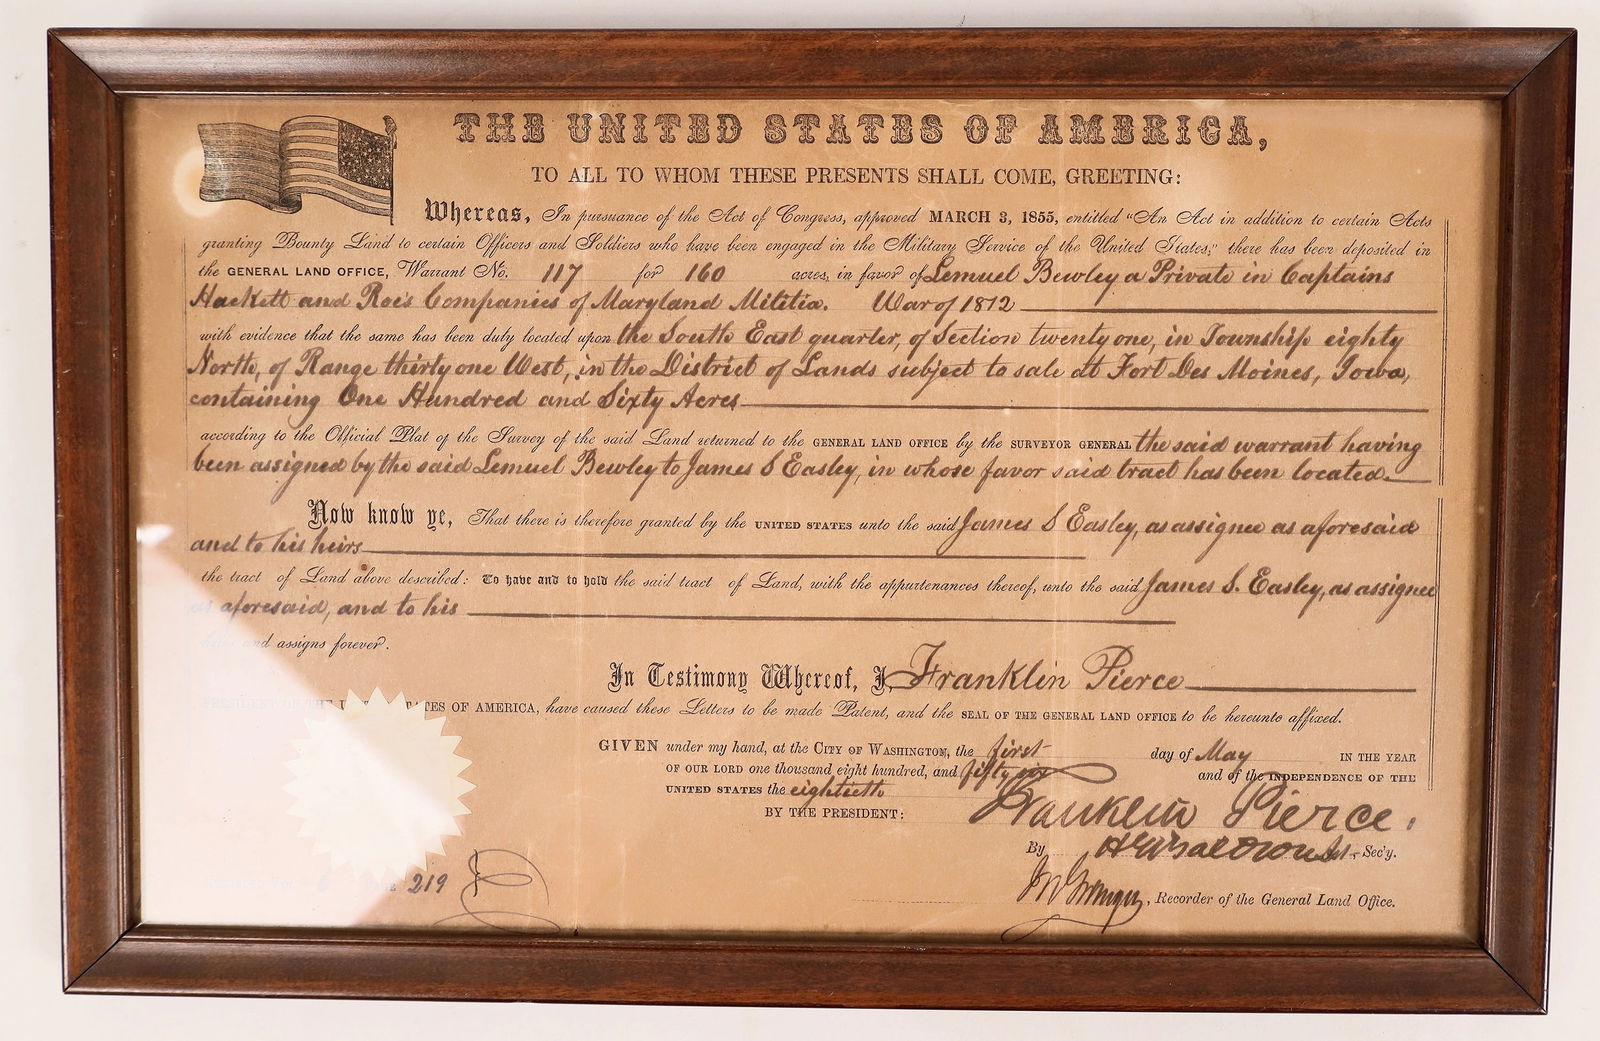 THE UNITED STATES OF AMERICA,
TO ALL TO WHOM THESE PRESENTS SHALL COME, GREETING:
Whereas, In pursuance of the Act of Congress, approved MARCH 3, 1855, entitled "An Act in addition to certain Acts
granting Bounty Land to certain Officers and Soldiers who have been engaged in the Military Service of the United States," there has been deposited in
the GENERAL LAND OFFICE, Warrant No. 117 for 160 acres, in favor of Lemuel Bewley a Private in Captains
Hackett and Roe's Companies of Maryland Militia. War of 1812
with evidence that the same has been duly located upon the South East quarter, of Section twenty one, in Township eighty
North, of Range thirty one West, in the District of Lands subject to sale at Fort Des Moines, Iowa,
containing One Hundred and Sixty Acres
according to the Official Plat of the Survey of the said Land returned to the GENERAL LAND OFFICE by the SURVEYOR GENERAL the said warrant having
been assigned by the said Lemuel Bewley to James S Easley, in whose favor said tract has been located.
Now know ye, That there is therefore granted by the UNITED STATES unto the said James S Easley, as assignee as aforesaid
and to his heirs
the tract of Land above described: To have and to hold the said tract of Land, with the appurtenances thereof, unto the said James S. Easley, as assignee
as aforesaid, and to his
and assigns forever.
In Testimony Whereof, I, Franklin Pierce
PRESIDENT OF THE UNITED STATES OF AMERICA, have caused these Letters to be made Patent, and the SEAL OF THE GENERAL LAND OFFICE to be hereunto affixed.
GIVEN under my hand, at the CITY OF WASHINGTON, the first day of May IN THE YEAR
OF OUR LORD one thousand eight hundred, and fifty six and of the INDEPENDENCE OF THE
UNITED STATES the eightieth
BY THE PRESIDENT: Franklin Pierce.
By Sec'y.
219
, Recorder of the General Land Office.